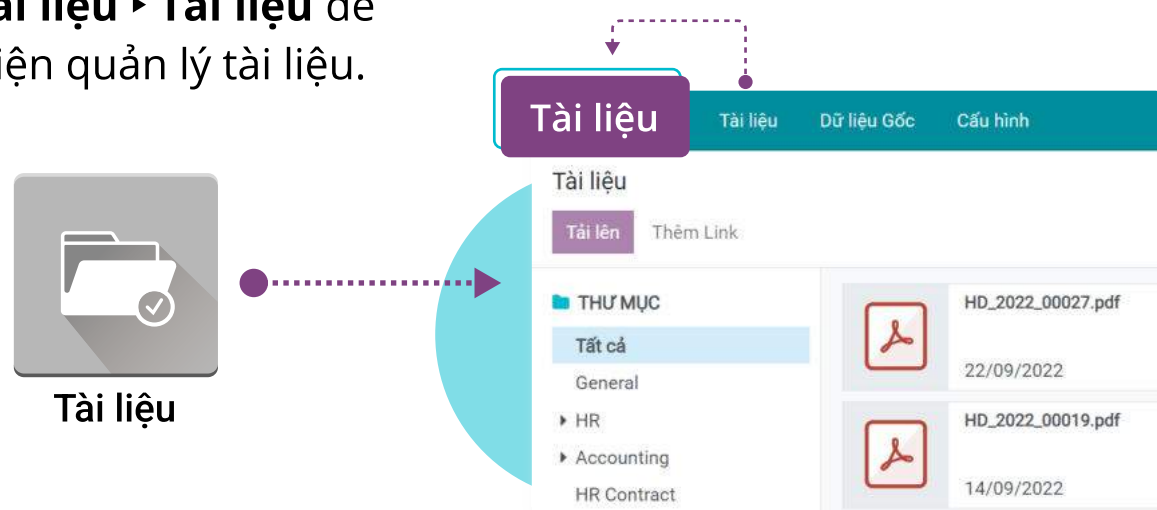 ài liệu ‣ Tài liệu để
iện quản lý tài liệu.
Tài liệu
Tài liệu
Tài liệu
Dữ liệu Gốc
Cấu hình
Tài liệu
Tải lên
Thêm Link
THƯ MỤC
Tất cả
General
HR
Accounting
HR Contract
HD_2022_00027.pdf
22/09/2022
HD_2022_00019.pdf
14/09/2022